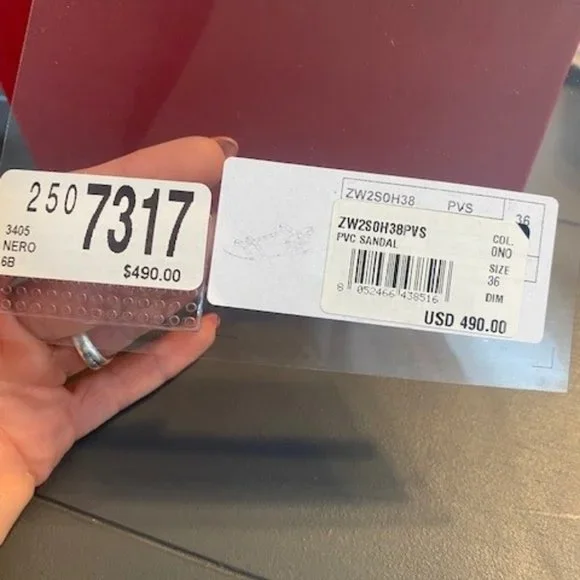 250 7317
3405
NERO
6B
$490.00
ZW2S0H38 PVS
36
ZW2S0H38PVS
PVC SANDAL
COL.
0NO
SIZE
36
DIM
8 052466 438516
USD 490.00